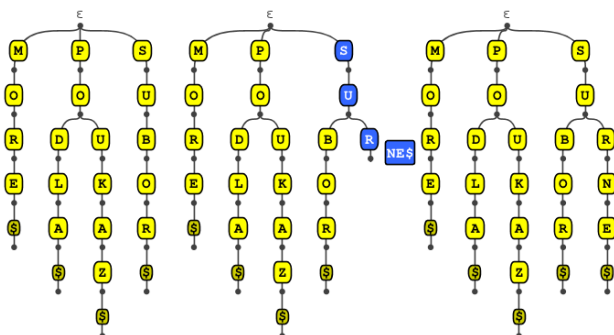 ε ε ε
M P S M P S M P S
O O U O O U O O U
R D U B R D U B R R D U B R
NE$
E L K O E L K O E L K O N
$ A A R $ A A R $ A A R E
$ Z $ $ Z $ $ Z $
$ $ $